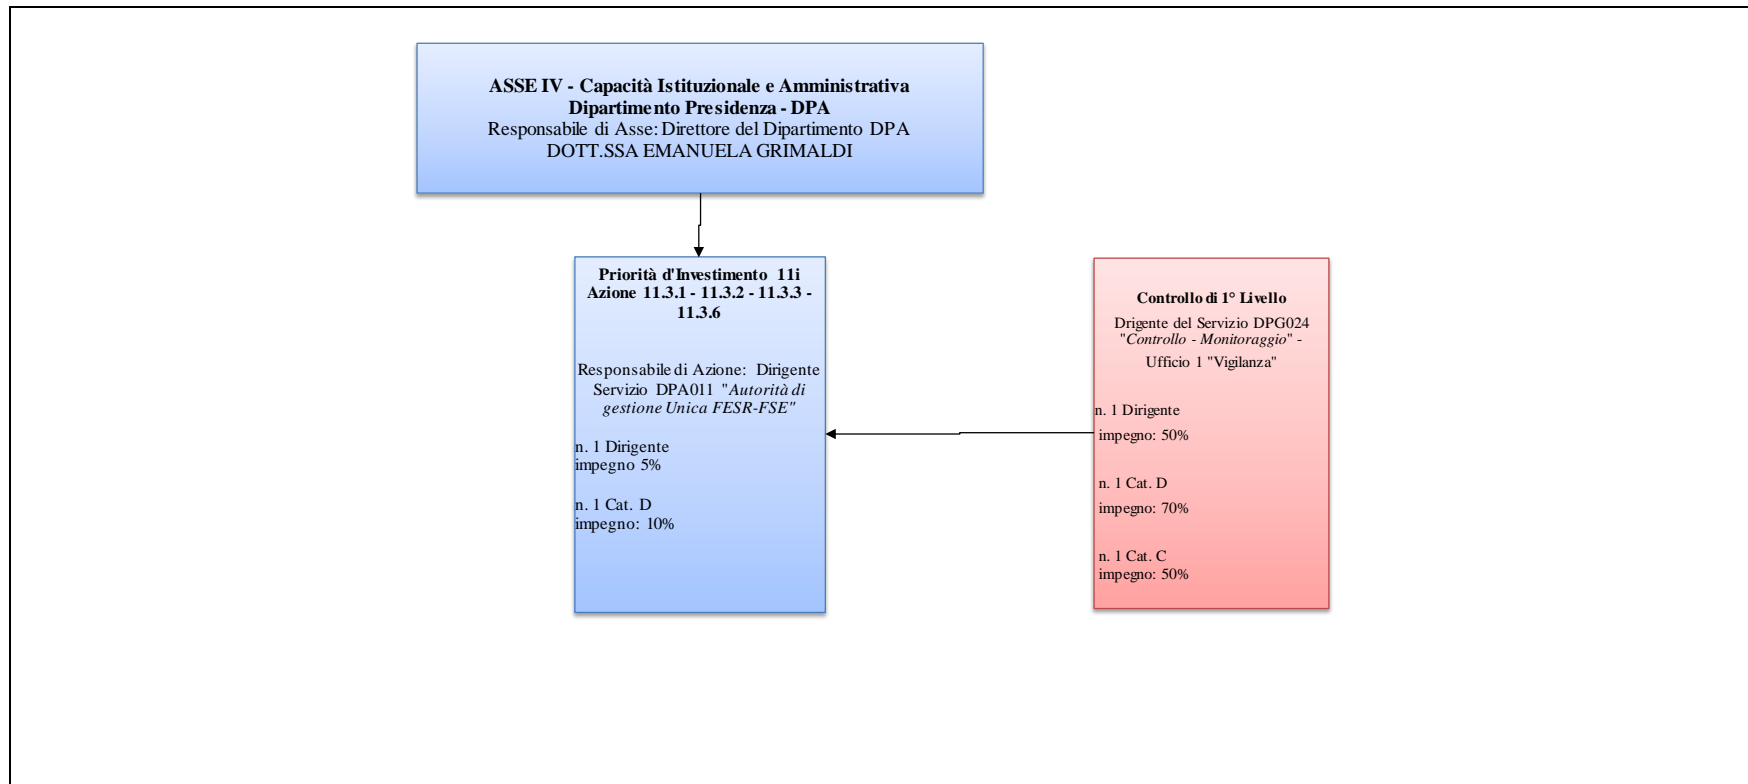 ASSE IV - Capacità Istituzionale e Amministrativa
Dipartimento Presidenza - DPA
Responsabile di Asse: Direttore del Dipartimento DPA
DOTT.SSA EMANUELA GRIMALDI
Priorità d'Investimento 11i
Azione 11.3.1 - 11.3.2 - 11.3.3 -
11.3.6
Responsabile di Azione: Dirigente
Servizio DPA011 "Autorità di
gestione Unica FESR-FSE"
n. 1 Dirigente
impegno 5%
n. 1 Cat. D
impegno: 10%
Controllo di 1° Livello
Drigente del Servizio DPG024
"Controllo - Monitoraggio" -
Ufficio 1 "Vigilanza"
n. 1 Dirigente
impegno: 50%
n. 1 Cat. D
impegno: 70%
n. 1 Cat. C
impegno: 50%